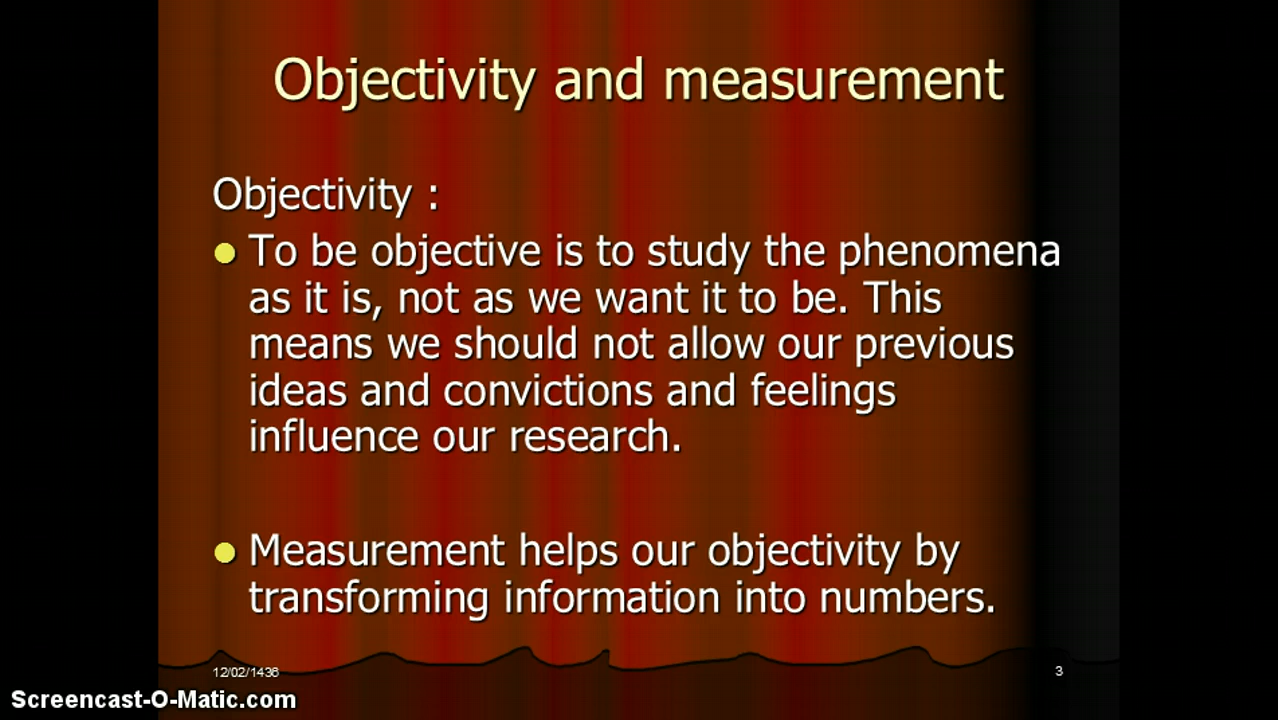 Objectivity and measurement
Objectivity :
To be objective is to study the phenomena
as it is, not as we want it to be. This
means we should not allow our previous
ideas and convictions and feelings
influence our research.
Measurement helps our objectivity by
transforming information into numbers.
12/02/1436
3
Screencast-O-Matic.com